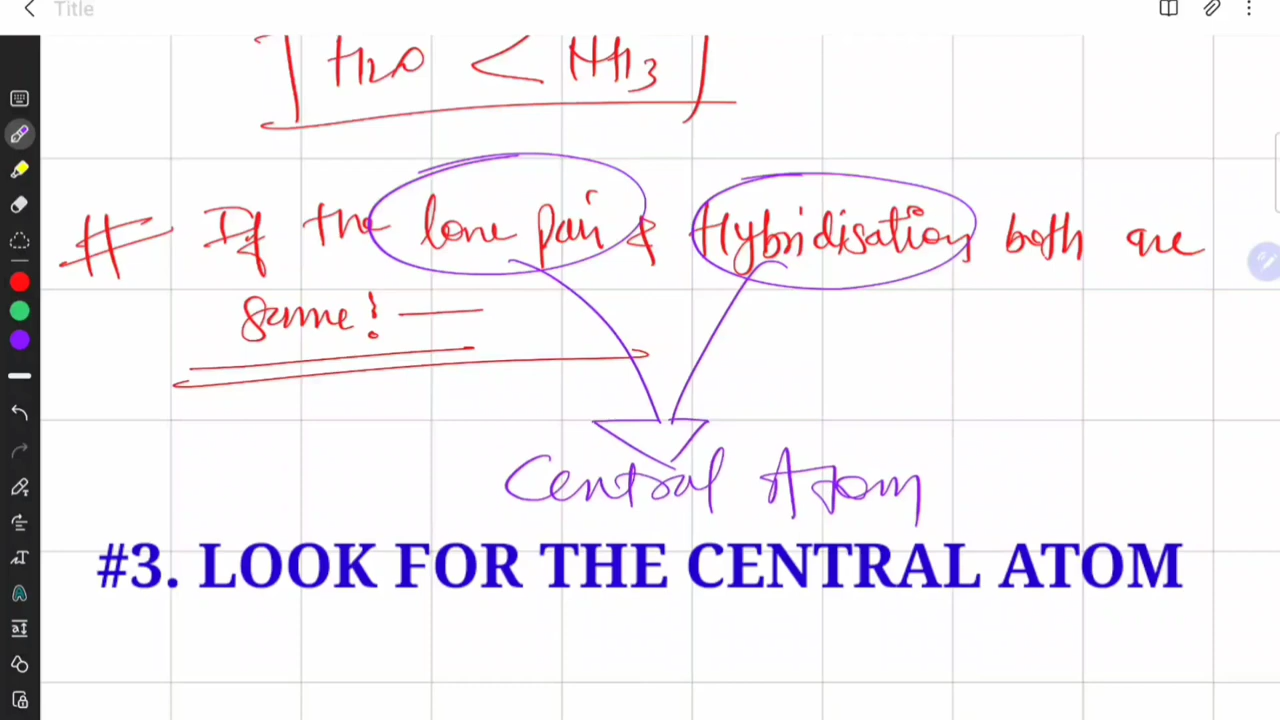 Title
H2O < NH3
# If the lone pair & Hybridisation both are
same! —
Central Atom
#3. LOOK FOR THE CENTRAL ATOM